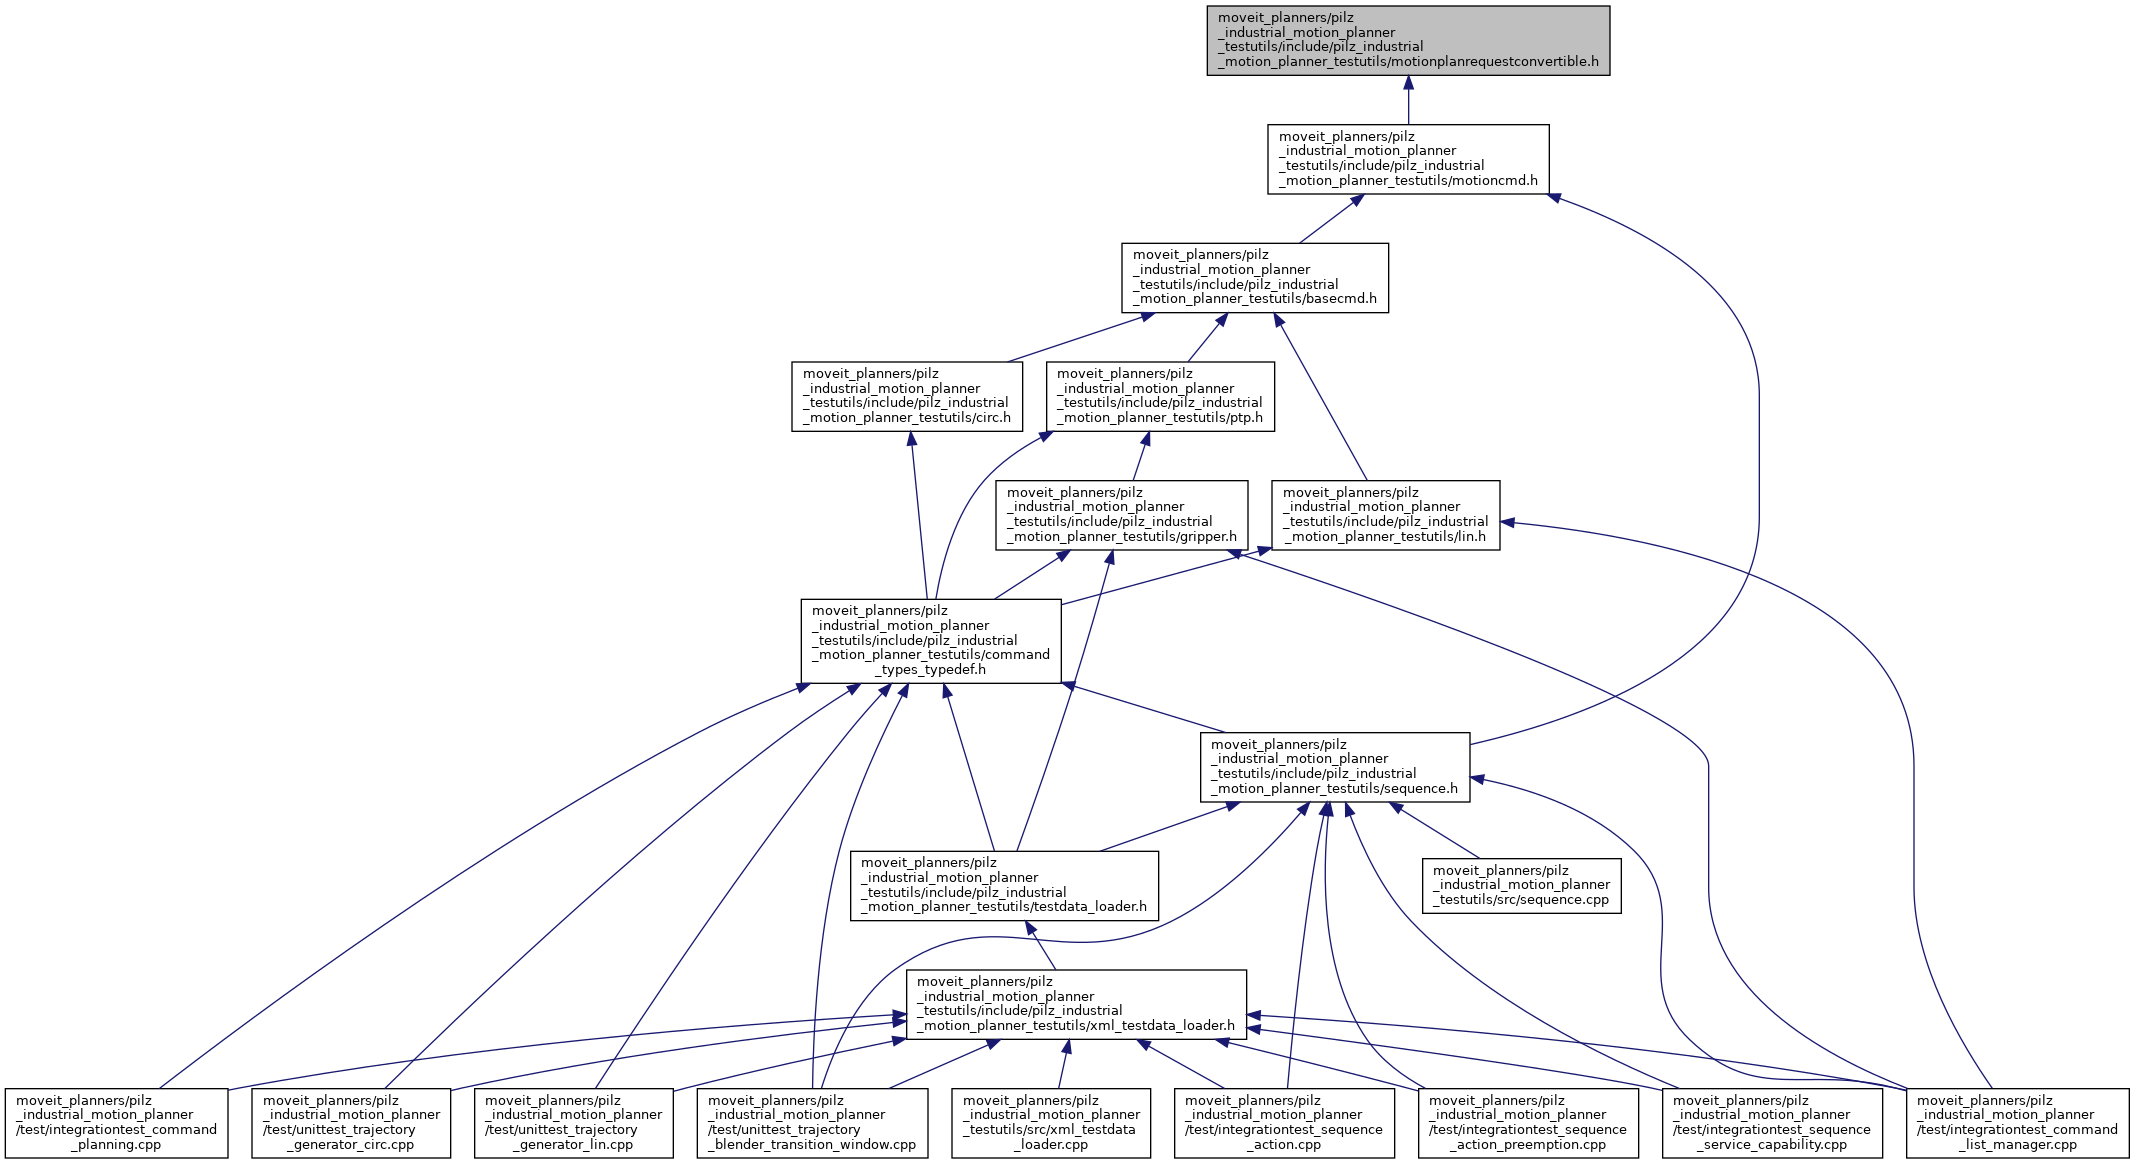 moveit_planners/pilz
_industrial_motion_planner
_testutils/include/pilz_industrial
_motion_planner_testutils/motionplanrequestconvertible.h
moveit_planners/pilz
_industrial_motion_planner
_testutils/include/pilz_industrial
_motion_planner_testutils/motioncmd.h
moveit_planners/pilz
_industrial_motion_planner
_testutils/include/pilz_industrial
_motion_planner_testutils/basecmd.h
moveit_planners/pilz
_industrial_motion_planner
_testutils/include/pilz_industrial
_motion_planner_testutils/circ.h
moveit_planners/pilz
_industrial_motion_planner
_testutils/include/pilz_industrial
_motion_planner_testutils/ptp.h
moveit_planners/pilz
_industrial_motion_planner
_testutils/include/pilz_industrial
_motion_planner_testutils/gripper.h
moveit_planners/pilz
_industrial_motion_planner
_testutils/include/pilz_industrial
_motion_planner_testutils/lin.h
moveit_planners/pilz
_industrial_motion_planner
_testutils/include/pilz_industrial
_motion_planner_testutils/command
_types_typedef.h
moveit_planners/pilz
_industrial_motion_planner
_testutils/include/pilz_industrial
_motion_planner_testutils/sequence.h
moveit_planners/pilz
_industrial_motion_planner
_testutils/include/pilz_industrial
_motion_planner_testutils/testdata_loader.h
moveit_planners/pilz
_industrial_motion_planner
_testutils/src/sequence.cpp
moveit_planners/pilz
_industrial_motion_planner
_testutils/include/pilz_industrial
_motion_planner_testutils/xml_testdata_loader.h
moveit_planners/pilz
_industrial_motion_planner
/test/integrationtest_command
_planning.cpp
moveit_planners/pilz
_industrial_motion_planner
/test/unittest_trajectory
_generator_circ.cpp
moveit_planners/pilz
_industrial_motion_planner
/test/unittest_trajectory
_generator_lin.cpp
moveit_planners/pilz
_industrial_motion_planner
/test/unittest_trajectory
_blender_transition_window.cpp
moveit_planners/pilz
_industrial_motion_planner
_testutils/src/xml_testdata
_loader.cpp
moveit_planners/pilz
_industrial_motion_planner
/test/integrationtest_sequence
_action.cpp
moveit_planners/pilz
_industrial_motion_planner
/test/integrationtest_sequence
_action_preemption.cpp
moveit_planners/pilz
_industrial_motion_planner
/test/integrationtest_sequence
_service_capability.cpp
moveit_planners/pilz
_industrial_motion_planner
/test/integrationtest_command
_list_manager.cpp